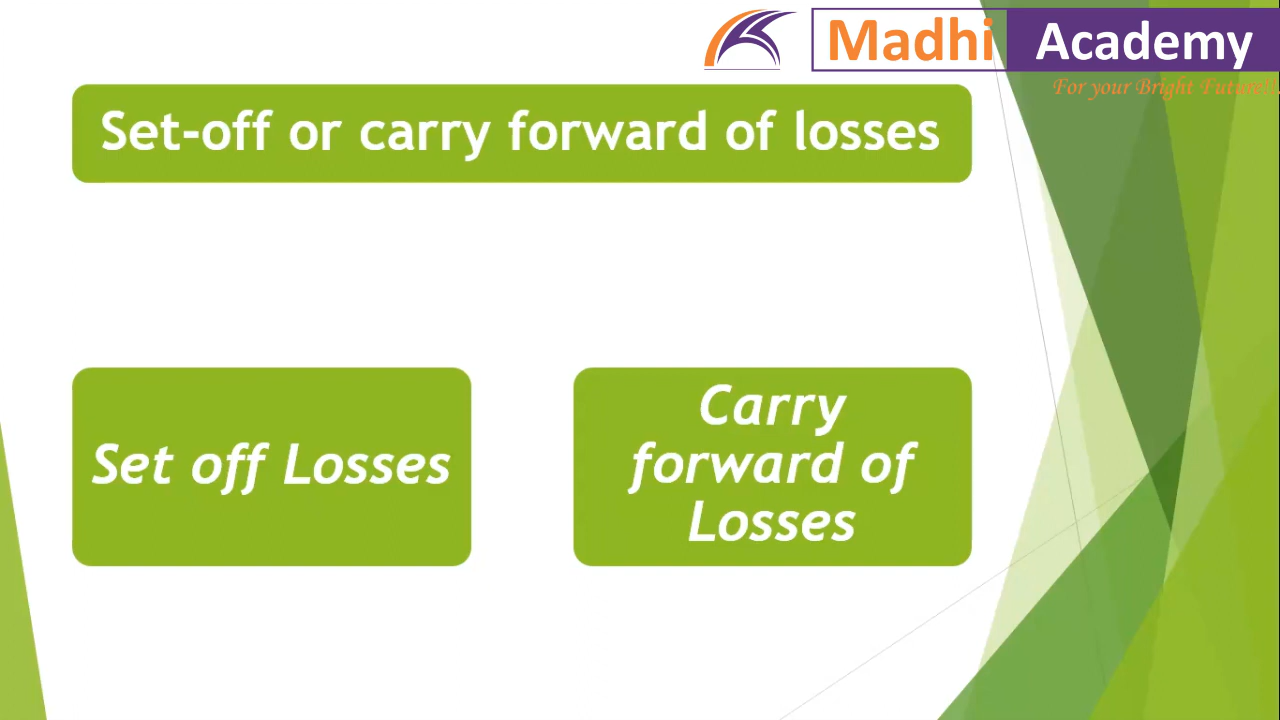 Madhi Academy
For your Bright Future!!!
Set-off or carry forward of losses
Set off Losses
Carry
forward of
Losses